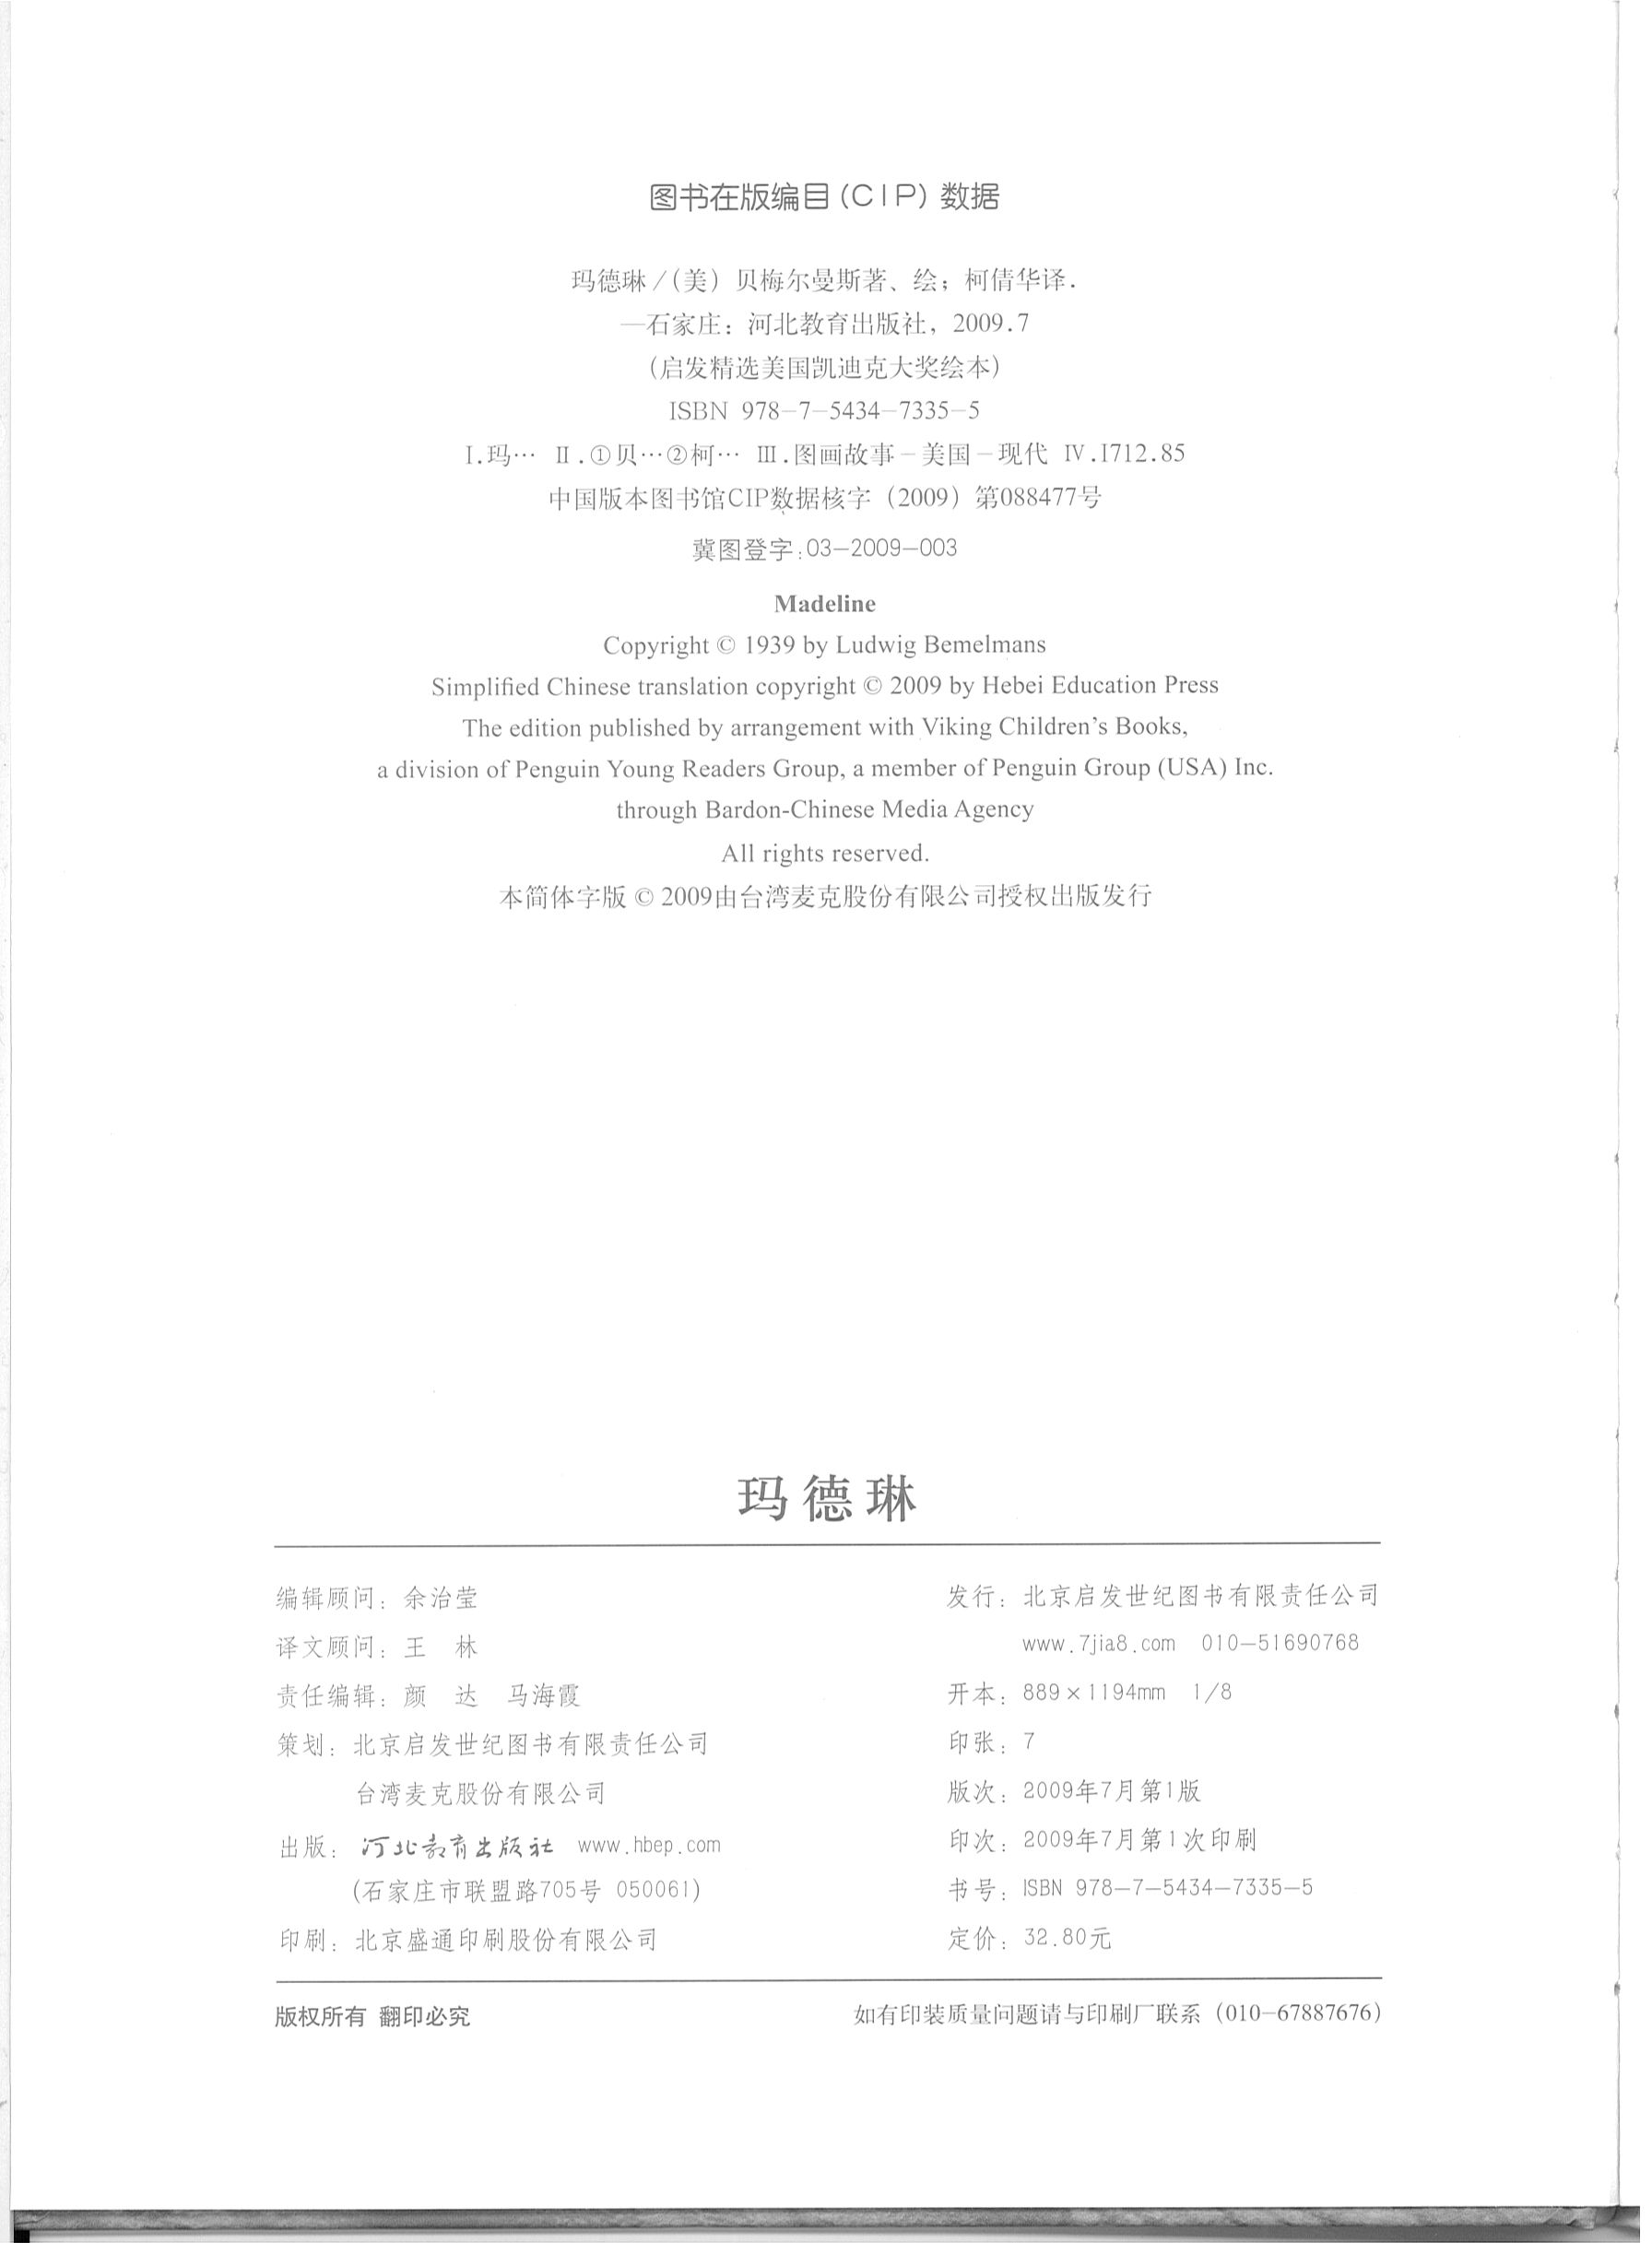 图书在版编目(CIP)数据
玛德琳/(美)贝梅尔曼斯著、绘；柯倩华译.
—石家庄：河北教育出版社，2009.7
(启发精选美国凯迪克大奖绘本)
ISBN 978-7-5434-7335-5
Ⅰ.玛… Ⅱ.①贝…②柯… Ⅲ.图画故事－美国－现代 Ⅳ.I712.85
中国版本图书馆CIP数据核字（2009）第088477号
冀图登字：03-2009-003
Madeline
Copyright © 1939 by Ludwig Bemelmans
Simplified Chinese translation copyright © 2009 by Hebei Education Press
The edition published by arrangement with Viking Children's Books,
a division of Penguin Young Readers Group, a member of Penguin Group (USA) Inc.
through Bardon-Chinese Media Agency
All rights reserved.
本简体字版 © 2009由台湾麦克股份有限公司授权出版发行
玛德琳
编辑顾问：余治莹
译文顾问：王　林
责任编辑：颜　达　马海霞
策划：北京启发世纪图书有限责任公司
台湾麦克股份有限公司
出版：河北教育出版社 www.hbep.com
(石家庄市联盟路705号 050061)
印刷：北京盛通印刷股份有限公司
发行：北京启发世纪图书有限责任公司
www.7jia8.com 010-51690768
开本：889×1194mm 1/8
印张：7
版次：2009年7月第1版
印次：2009年7月第1次印刷
书号：ISBN 978-7-5434-7335-5
定价：32.80元
版权所有 翻印必究
如有印装质量问题请与印刷厂联系（010-67887676）